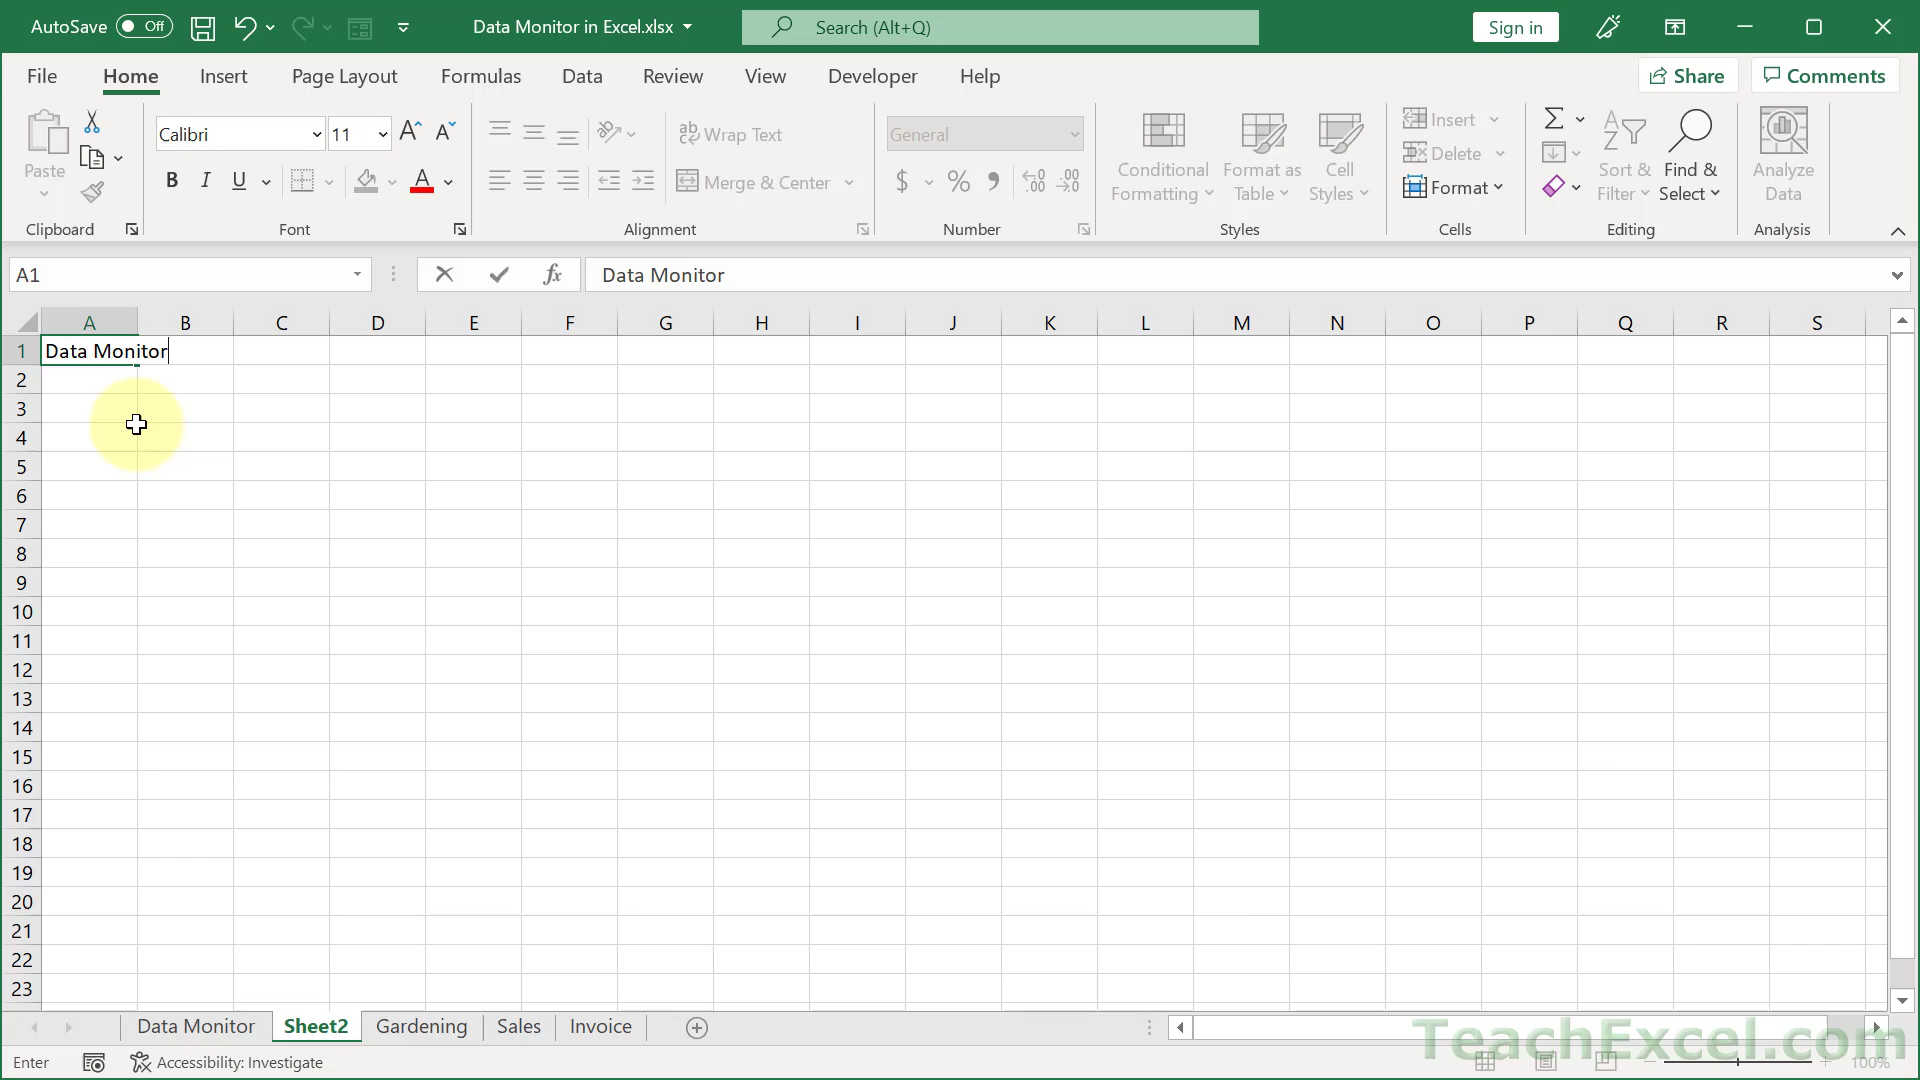 AutoSave Off Data Monitor in Excel.xlsx Search (Alt+Q) Sign in
File Home Insert Page Layout Formulas Data Review View Developer Help Share Comments
Paste Calibri 11 Wrap Text General Conditional Formatting Format as Table Cell Styles Insert Sort & Filter Find & Select Analyze Data
B I U A Merge & Center $ % Delete
Format
Clipboard Font Alignment Number Styles Cells Editing Analysis
A1 fx Data Monitor
A B C D E F G H I J K L M N O P Q R S
1 Data Monitor
2
3
4
5
6
7
8
9
10
11
12
13
14
15
16
17
18
19
20
21
22
23
Data Monitor Sheet2 Gardening Sales Invoice
TeachExcel.com
Enter Accessibility: Investigate 100%